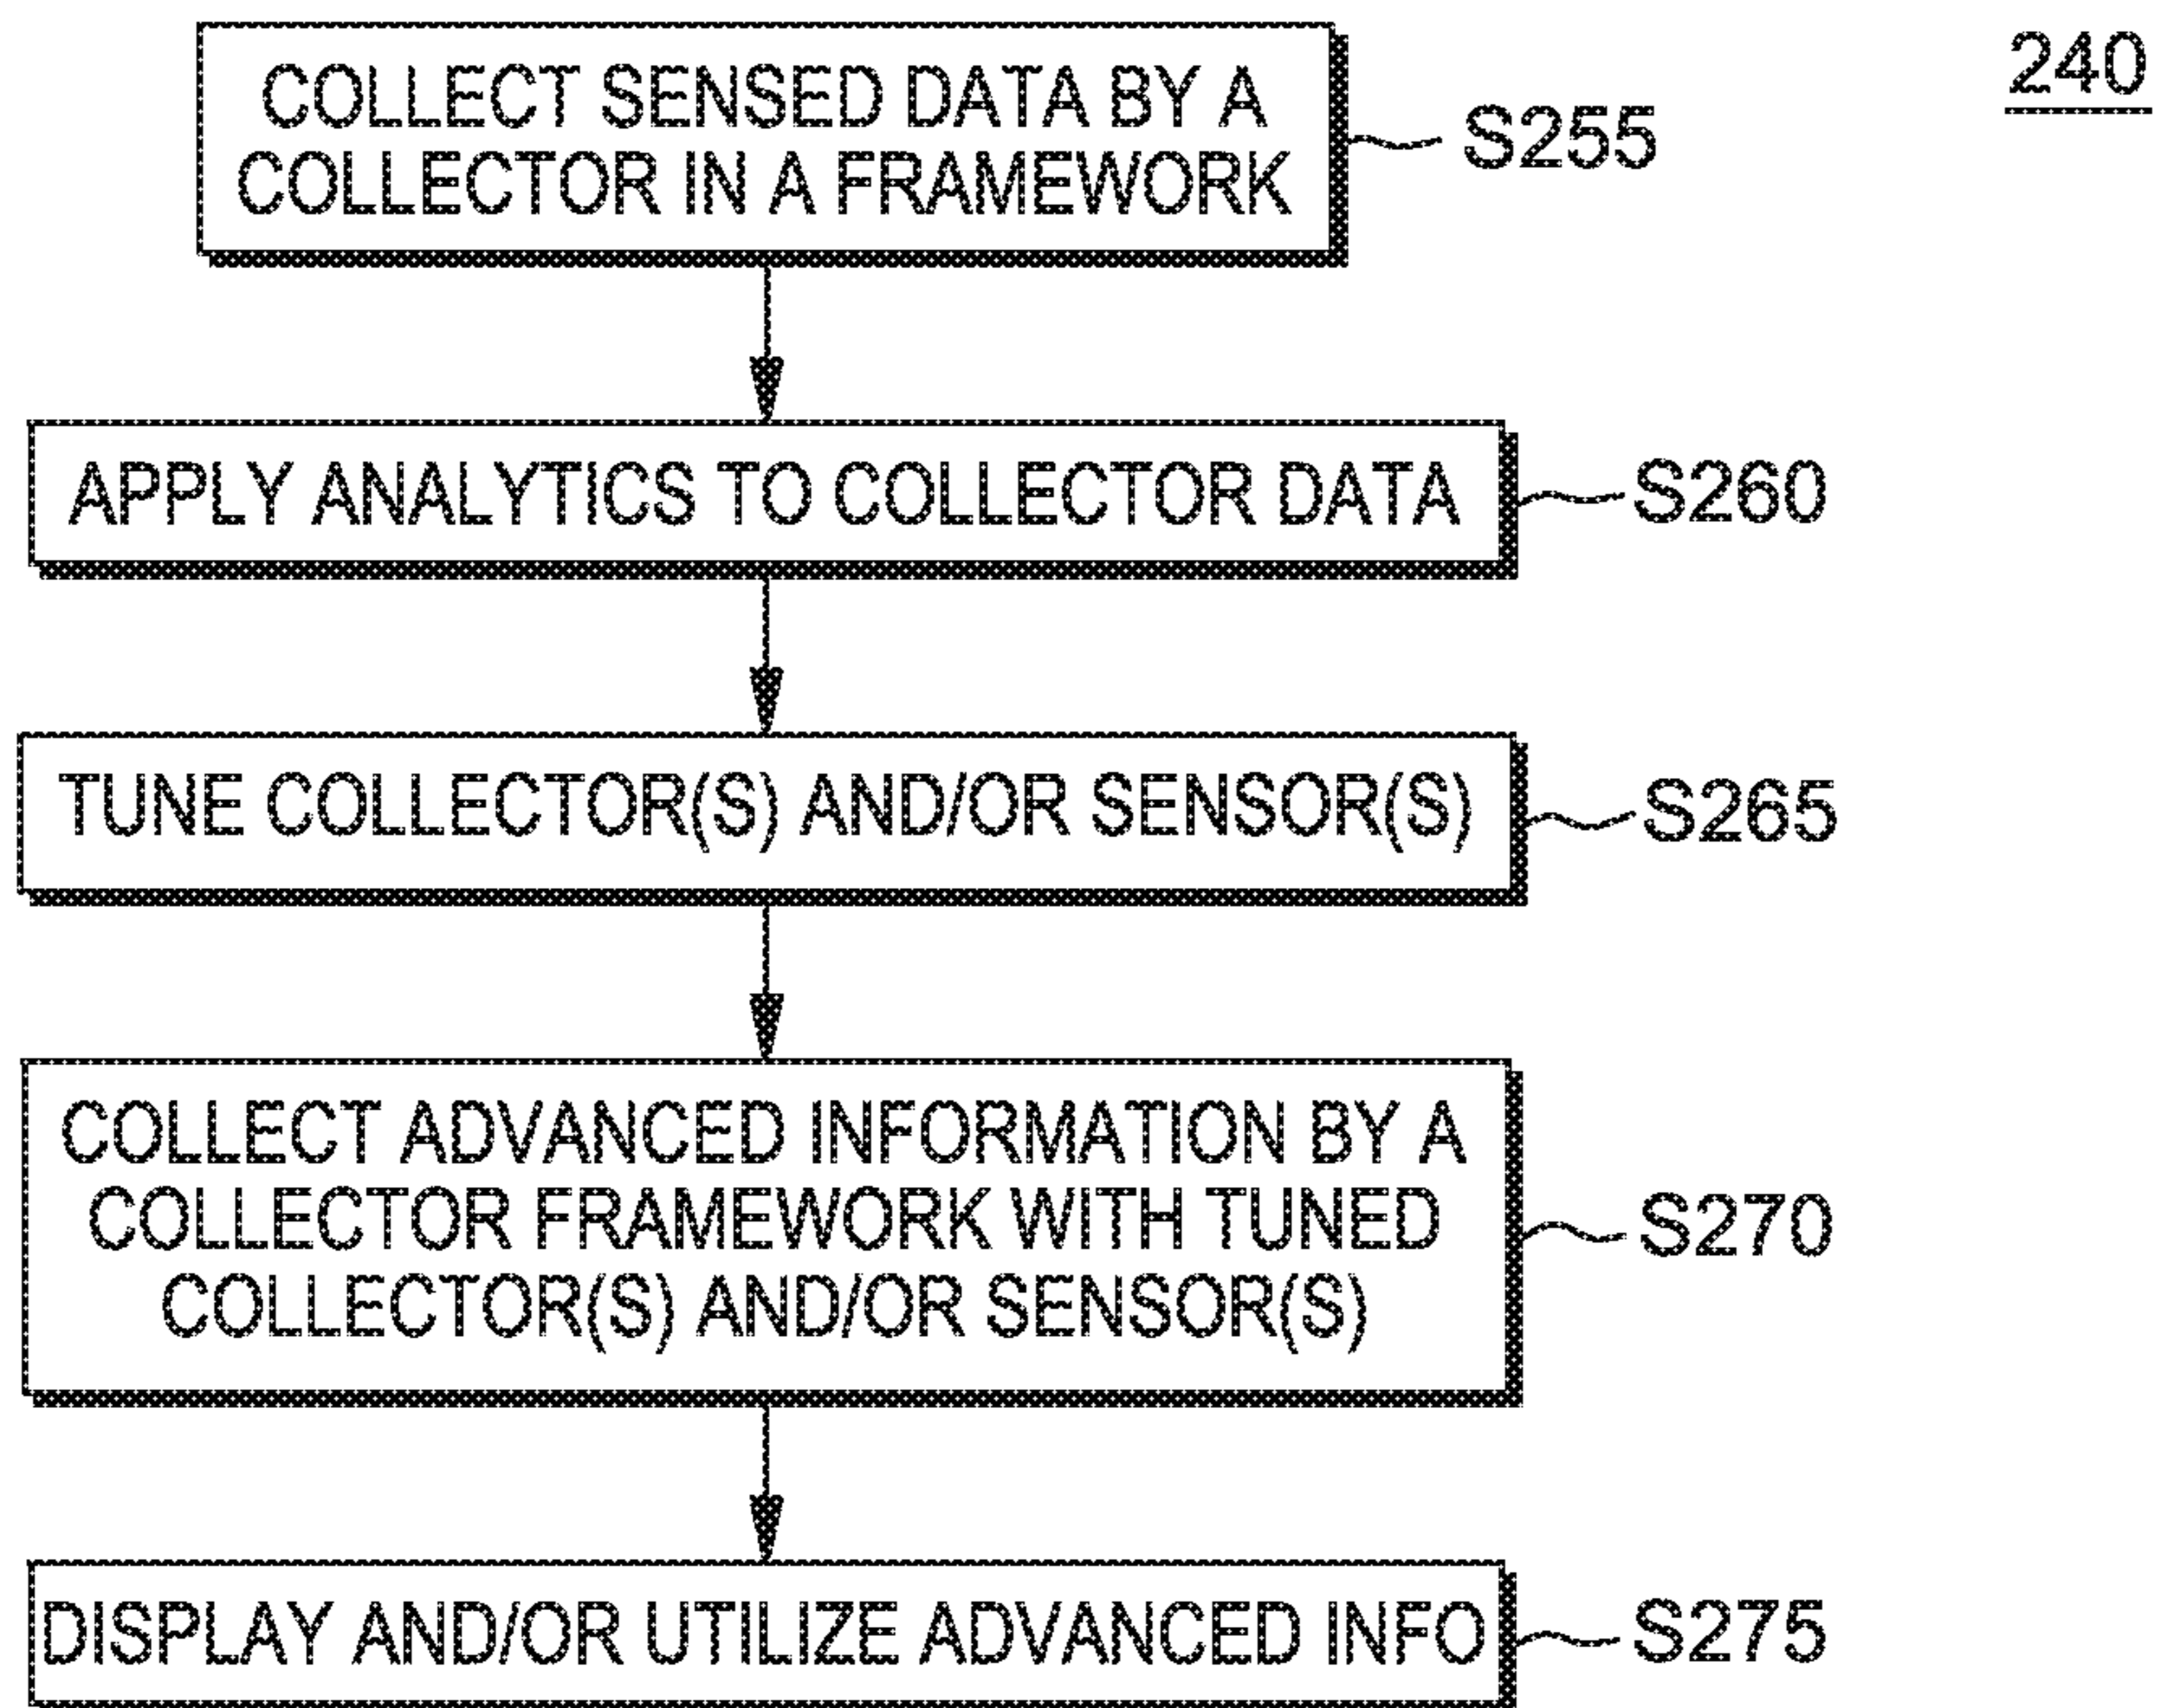 240
COLLECT SENSED DATA BY A
COLLECTOR IN A FRAMEWORK
S255
APPLY ANALYTICS TO COLLECTOR DATA
S260
TUNE COLLECTOR(S) AND/OR SENSOR(S)
S265
COLLECT ADVANCED INFORMATION BY A
COLLECTOR FRAMEWORK WITH TUNED
COLLECTOR(S) AND/OR SENSOR(S)
S270
DISPLAY AND/OR UTILIZE ADVANCED INFO
S275